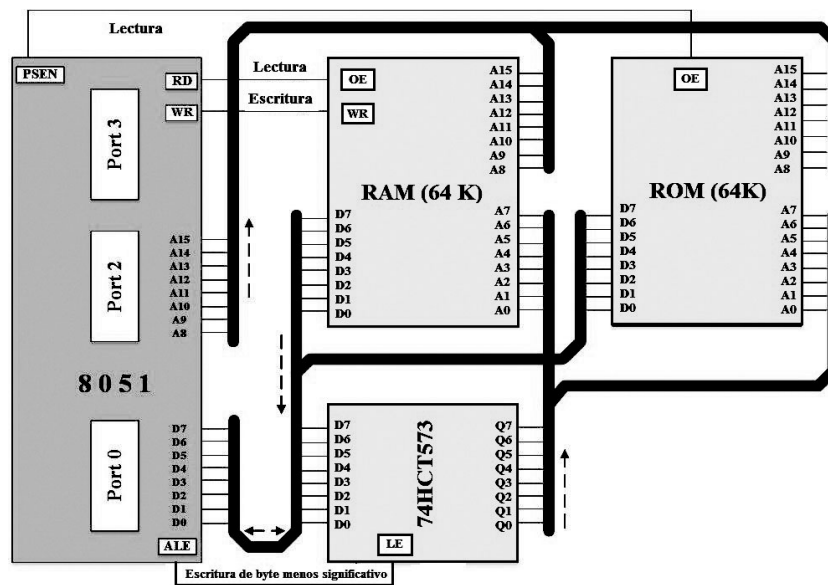 Lectura
PSEN
RD
WR
Port 3
Port 2
A15
A14
A13
A12
A11
A10
A9
A8
8051
Port 0
D7
D6
D5
D4
D3
D2
D1
D0
ALE
Lectura
Escritura
OE
WR
A15
A14
A13
A12
A11
A10
A9
A8
RAM (64 K)
D7
D6
D5
D4
D3
D2
D1
D0
A7
A6
A5
A4
A3
A2
A1
A0
OE
A15
A14
A13
A12
A11
A10
A9
A8
ROM (64K)
D7
D6
D5
D4
D3
D2
D1
D0
A7
A6
A5
A4
A3
A2
A1
A0
D7
D6
D5
D4
D3
D2
D1
D0
74HCT573
Q7
Q6
Q5
Q4
Q3
Q2
Q1
Q0
LE
Escritura de byte menos significativo